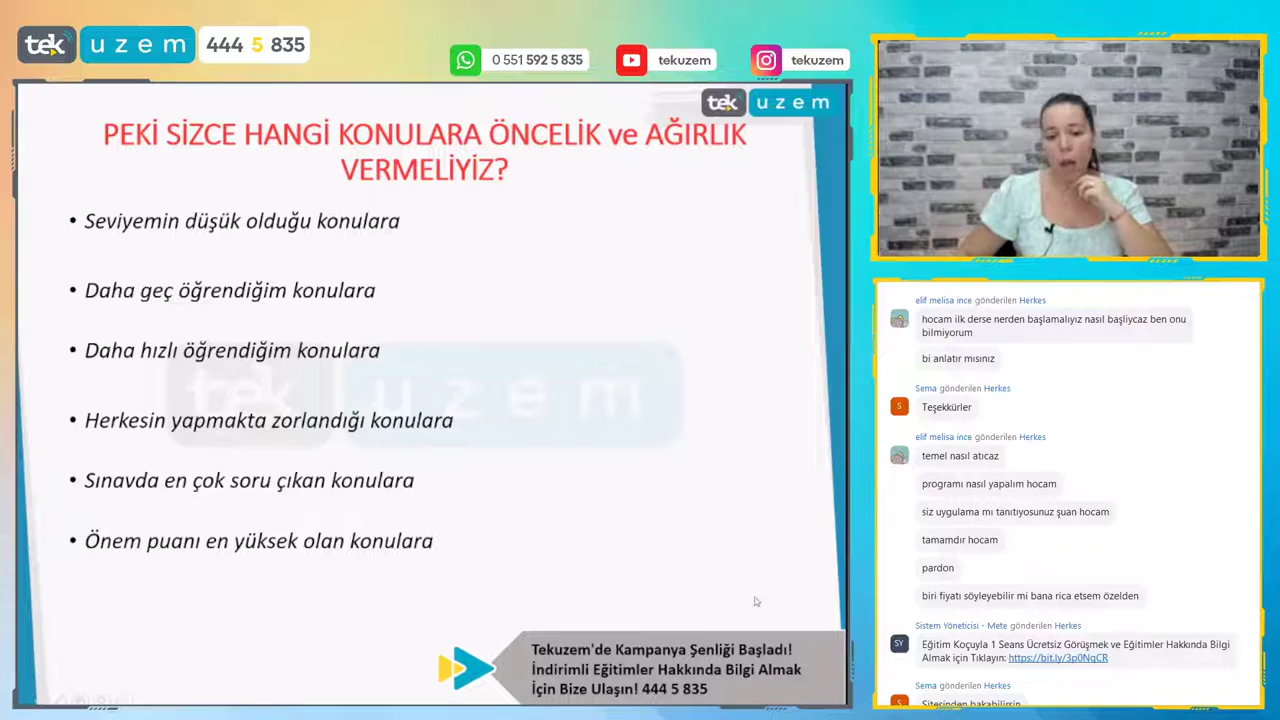 tek uzem 444 5 835
0 551 592 5 835
tekuzem
tekuzem
tek uzem
PEKİ SİZCE HANGİ KONULARA ÖNCELİK ve AĞIRLIK
VERMELİYİZ?
• Seviyemin düşük olduğu konulara
• Daha geç öğrendiğim konulara
• Daha hızlı öğrendiğim konulara
• Herkesin yapmakta zorlandığı konulara
• Sınavda en çok soru çıkan konulara
• Önem puanı en yüksek olan konulara
tek uzem
Tekuzem'de Kampanya Şenliği Başladı!
İndirimli Eğitimler Hakkında Bilgi Almak
İçin Bize Ulaşın! 444 5 835
elif melisa ince gönderilen Herkes
hocam ilk derse nerden başlamalıyız nasıl başliycaz ben onu
bilmiyorum
bi anlatır mısınız
Sema gönderilen Herkes
S
Teşekkürler
elif melisa ince gönderilen Herkes
temel nasıl atıcaz
programı nasıl yapalım hocam
siz uygulama mı tanıtıyosunuz şuan hocam
tamamdır hocam
pardon
biri fiyatı söyleyebilir mi bana rica etsem özelden
Sistem Yöneticisi - Mete gönderilen Herkes
SY
Eğitim Koçuyla 1 Seans Ücretsiz Görüşmek ve Eğitimler Hakkında Bilgi
Almak için Tıklayın: https://bit.ly/3p0NqCR
Sema gönderilen Herkes
S
Sitesinden bakabilirsin